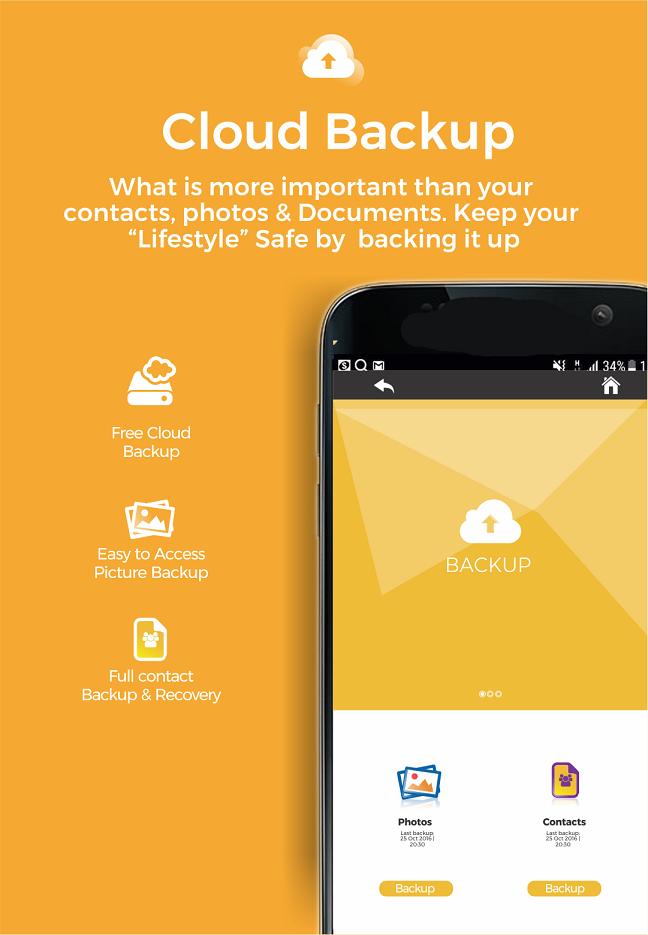 Cloud Backup
What is more important than your
contacts, photos & Documents. Keep your
“Lifestyle” Safe by  backing it up
34%
1
Free Cloud
Backup
BACKUP
Easy to Access
Picture Backup
Full contact
Backup & Recovery
Photos
Last backup:
25 Oct 2016 |
20:30
Backup
Contacts
Last backup:
25 Oct 2016 |
20:30
Backup